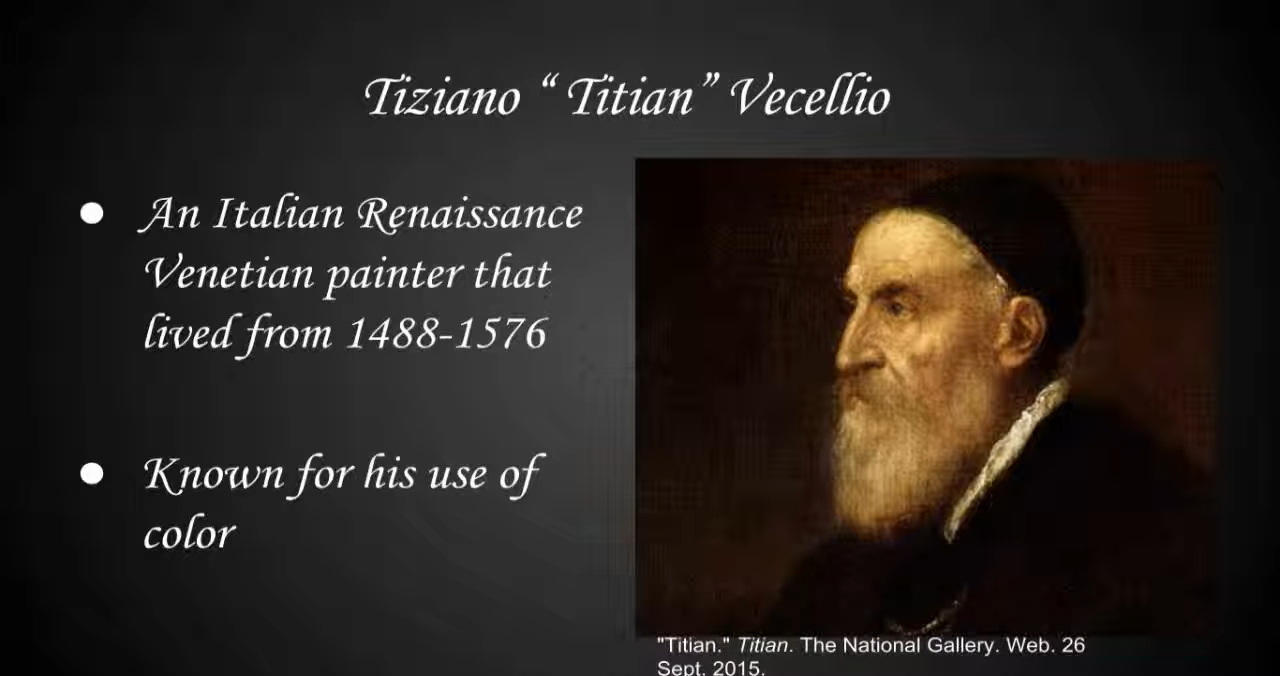 Tiziano “Titian” Vecellio
● An Italian Renaissance
Venetian painter that
lived from 1488-1576
● Known for his use of
color
"Titian." Titian. The National Gallery. Web. 26
Sept. 2015.